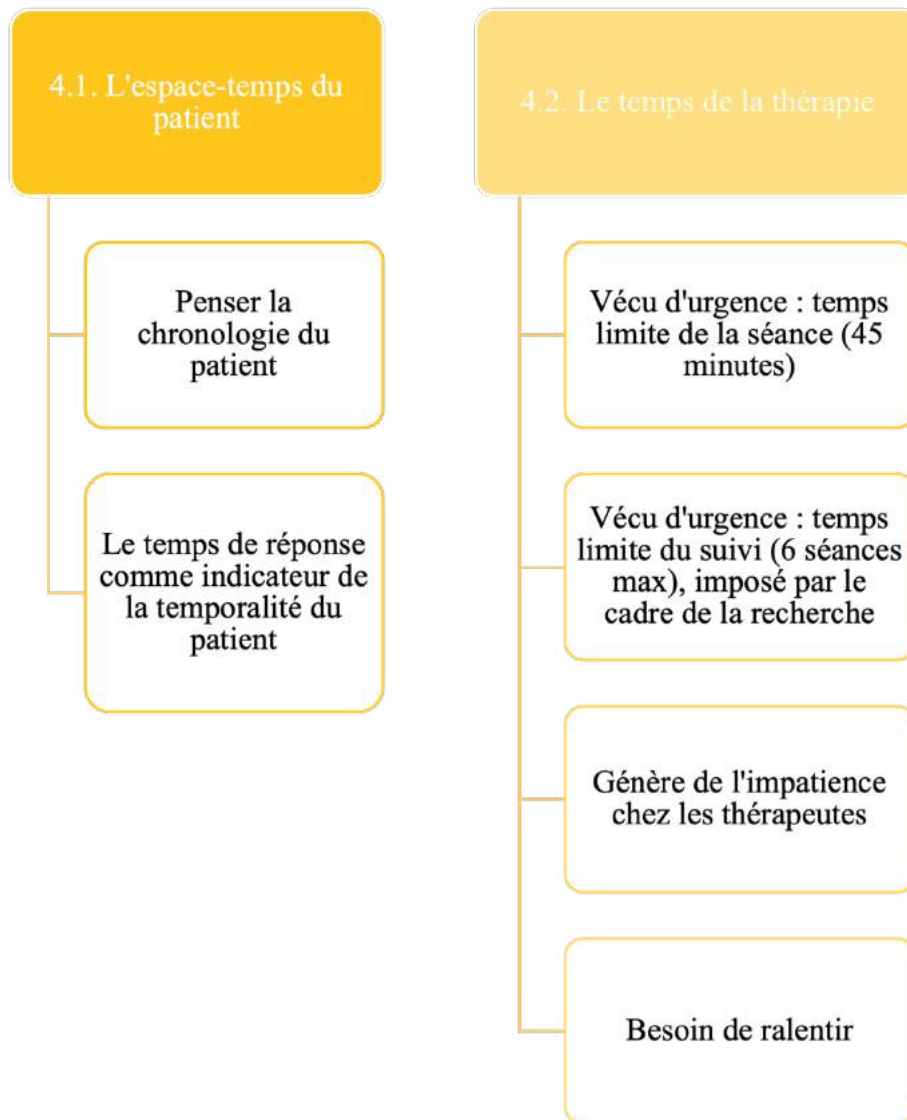 4.1. L'espace-temps du
patient
Penser la
chronologie du
patient
Le temps de réponse
comme indicateur de
la temporalité du
patient
4.2. Le temps de la thérapie
Vécu d'urgence : temps
limite de la séance (45
minutes)
Vécu d'urgence : temps
limite du suivi (6 séances
max), imposé par le
cadre de la recherche
Génère de l'impatience
chez les thérapeutes
Besoin de ralentir